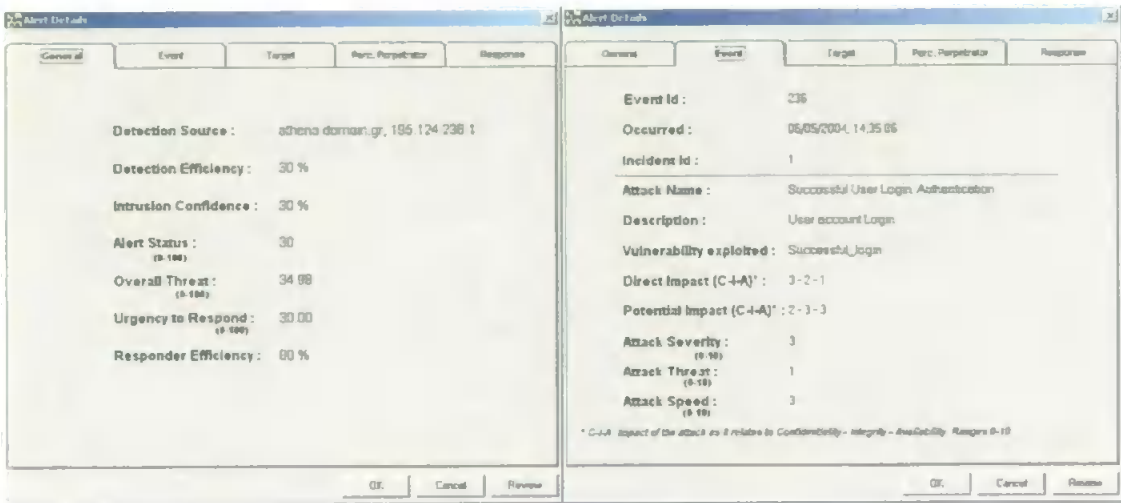 Alert Details
General Event Target Perc. Perpetrator Response
Detection Source : athena.domain.gr, 195.124.236.1
Detection Efficiency : 30 %
Intrusion Confidence : 30 %
Alert Status : 30
(0-100)
Overall Threat :
(0-100)
Urgency to Respond : 30.00
(0-100)
Responder Efficiency : %
OK Cancel Review
Alert Details
General Event Target Perc. Perpetrator Response
Event Id : 236
Occurred : 2004, 14:35:06
Incident Id : 1
Attack Name : Successful User Login, Authentication
Description : User account Login
Vulnerability exploited : Successful_login
Direct Impact (C-I-A)* : 3 - 2 - 1
Potential Impact (C-I-A)* : 2 - 3 - 3
Attack Severity : 3
(0-10)
Attack Threat : 1
(0-10)
Attack Speed : 3
(0-10)
* C-I-A Impact of the attack as it relates to Confidentiality - Integrity - Availability Ranges 0-10
OK Cancel Review